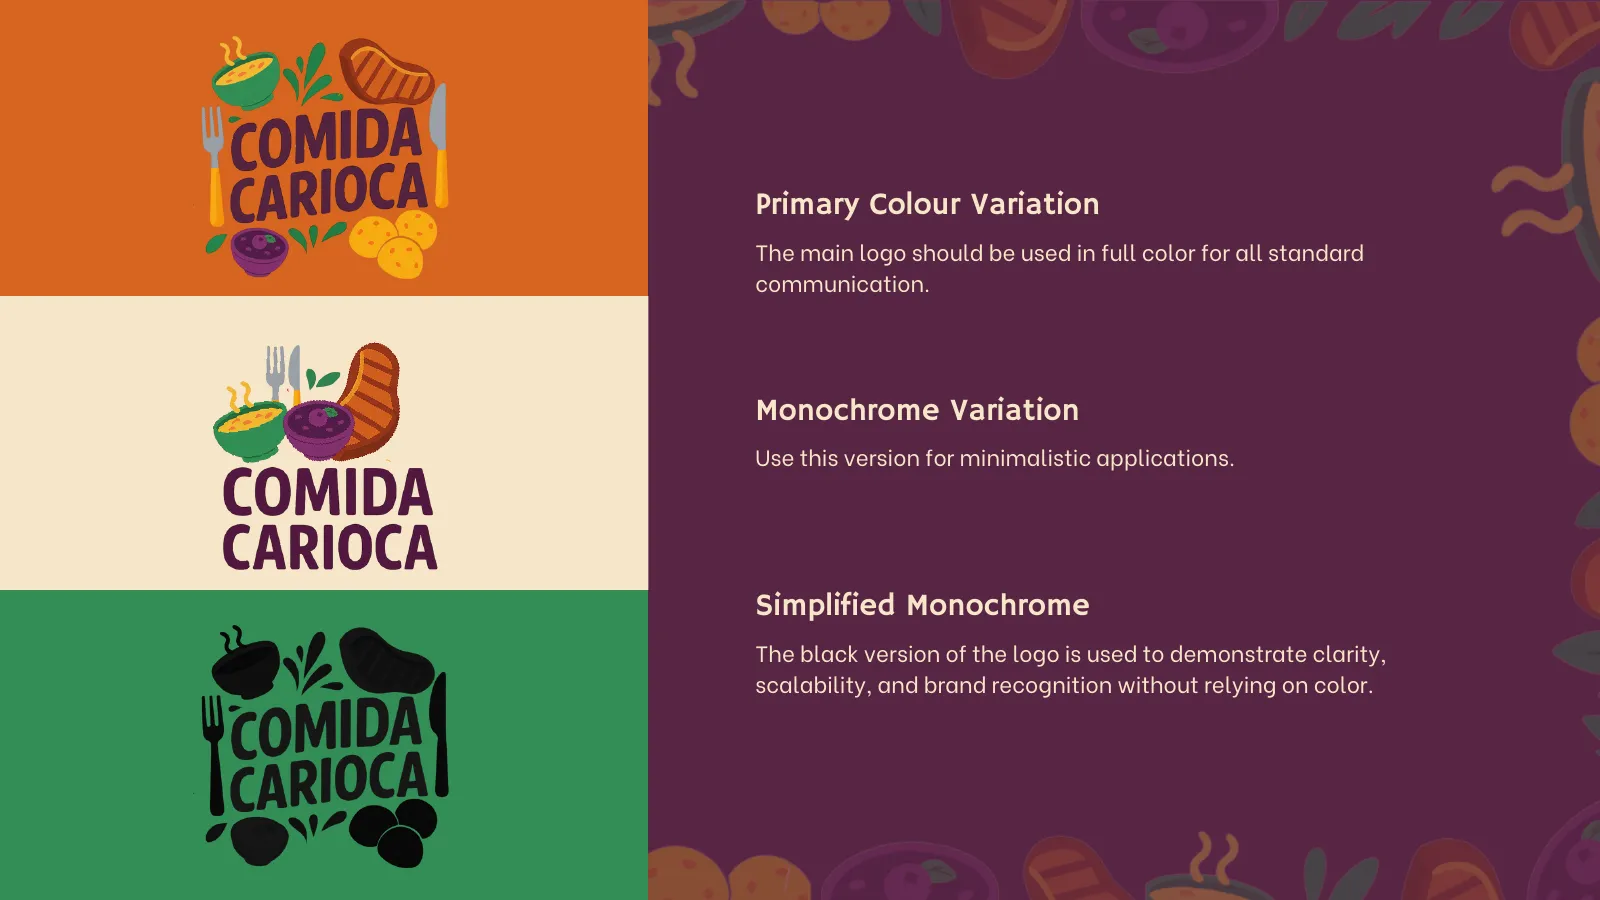 COMIDA
CARIOCA
Primary Colour Variation
The main logo should be used in full color for all standard
communication.
COMIDA
CARIOCA
Monochrome Variation
Use this version for minimalistic applications.
COMIDA
CARIOCA
Simplified Monochrome
The black version of the logo is used to demonstrate clarity,
scalability, and brand recognition without relying on color.